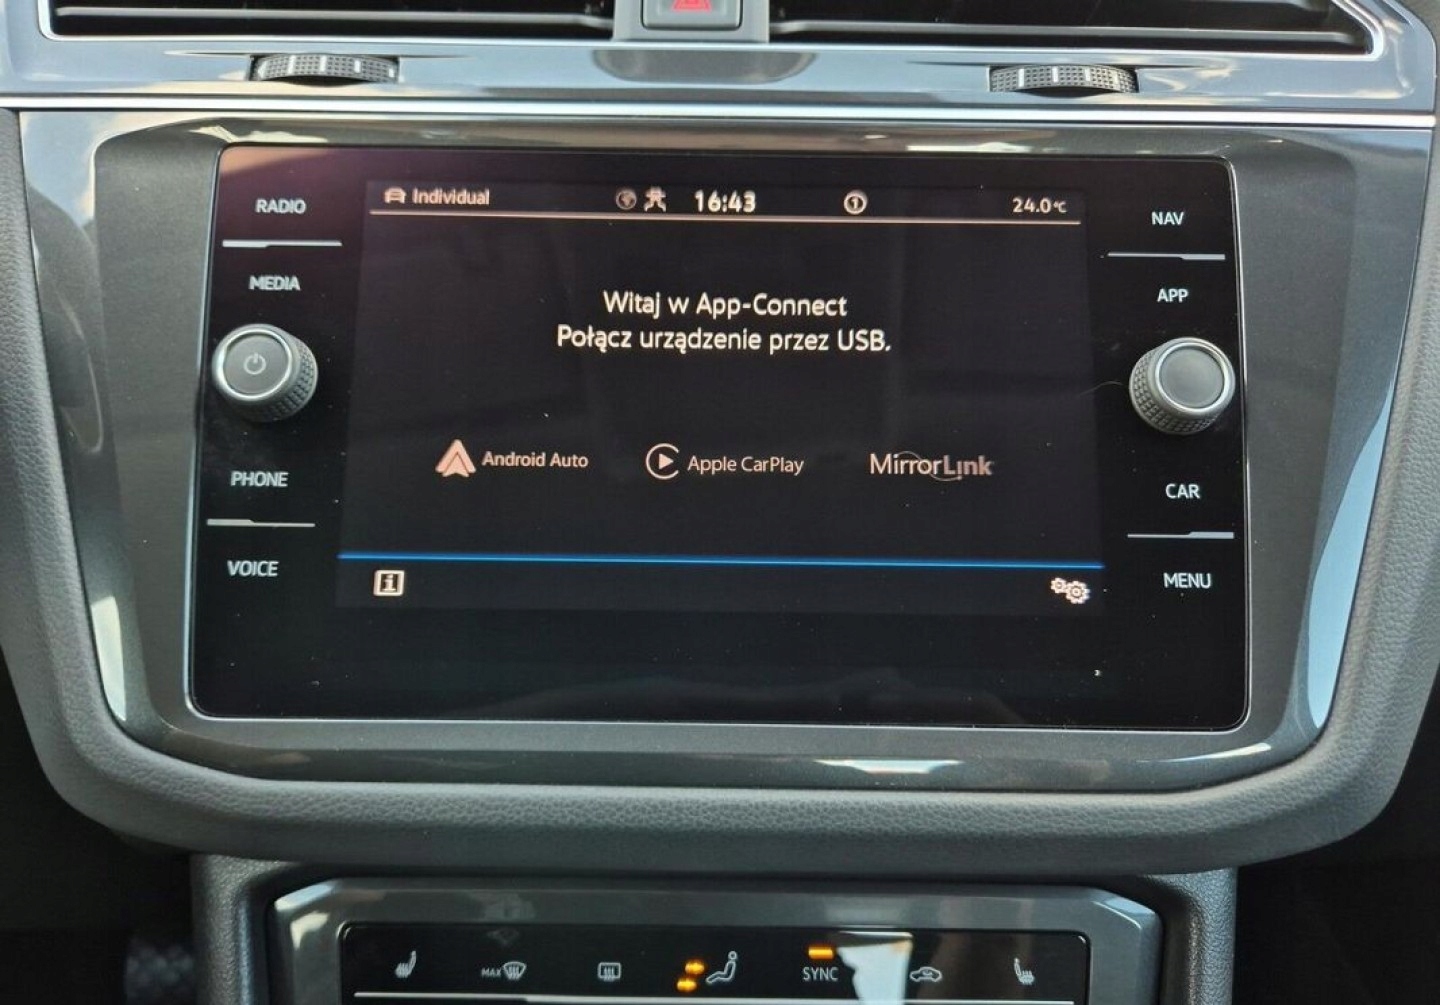 Individual 16:43 1 24.0°C
RADIO
MEDIA
PHONE
VOICE
Witaj w App-Connect
Połącz urządzenie przez USB.
Android Auto Apple CarPlay MirrorLink
i
NAV
APP
CAR
MENU
MAX SYNC